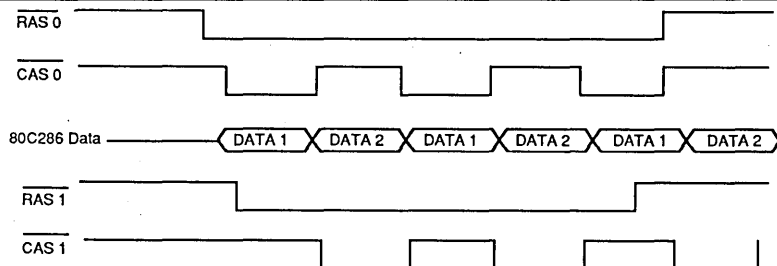 RAS 0
CAS 0
80C286 Data DATA 1 DATA 2 DATA 1 DATA 2 DATA 1 DATA 2
RAS 1
CAS 1